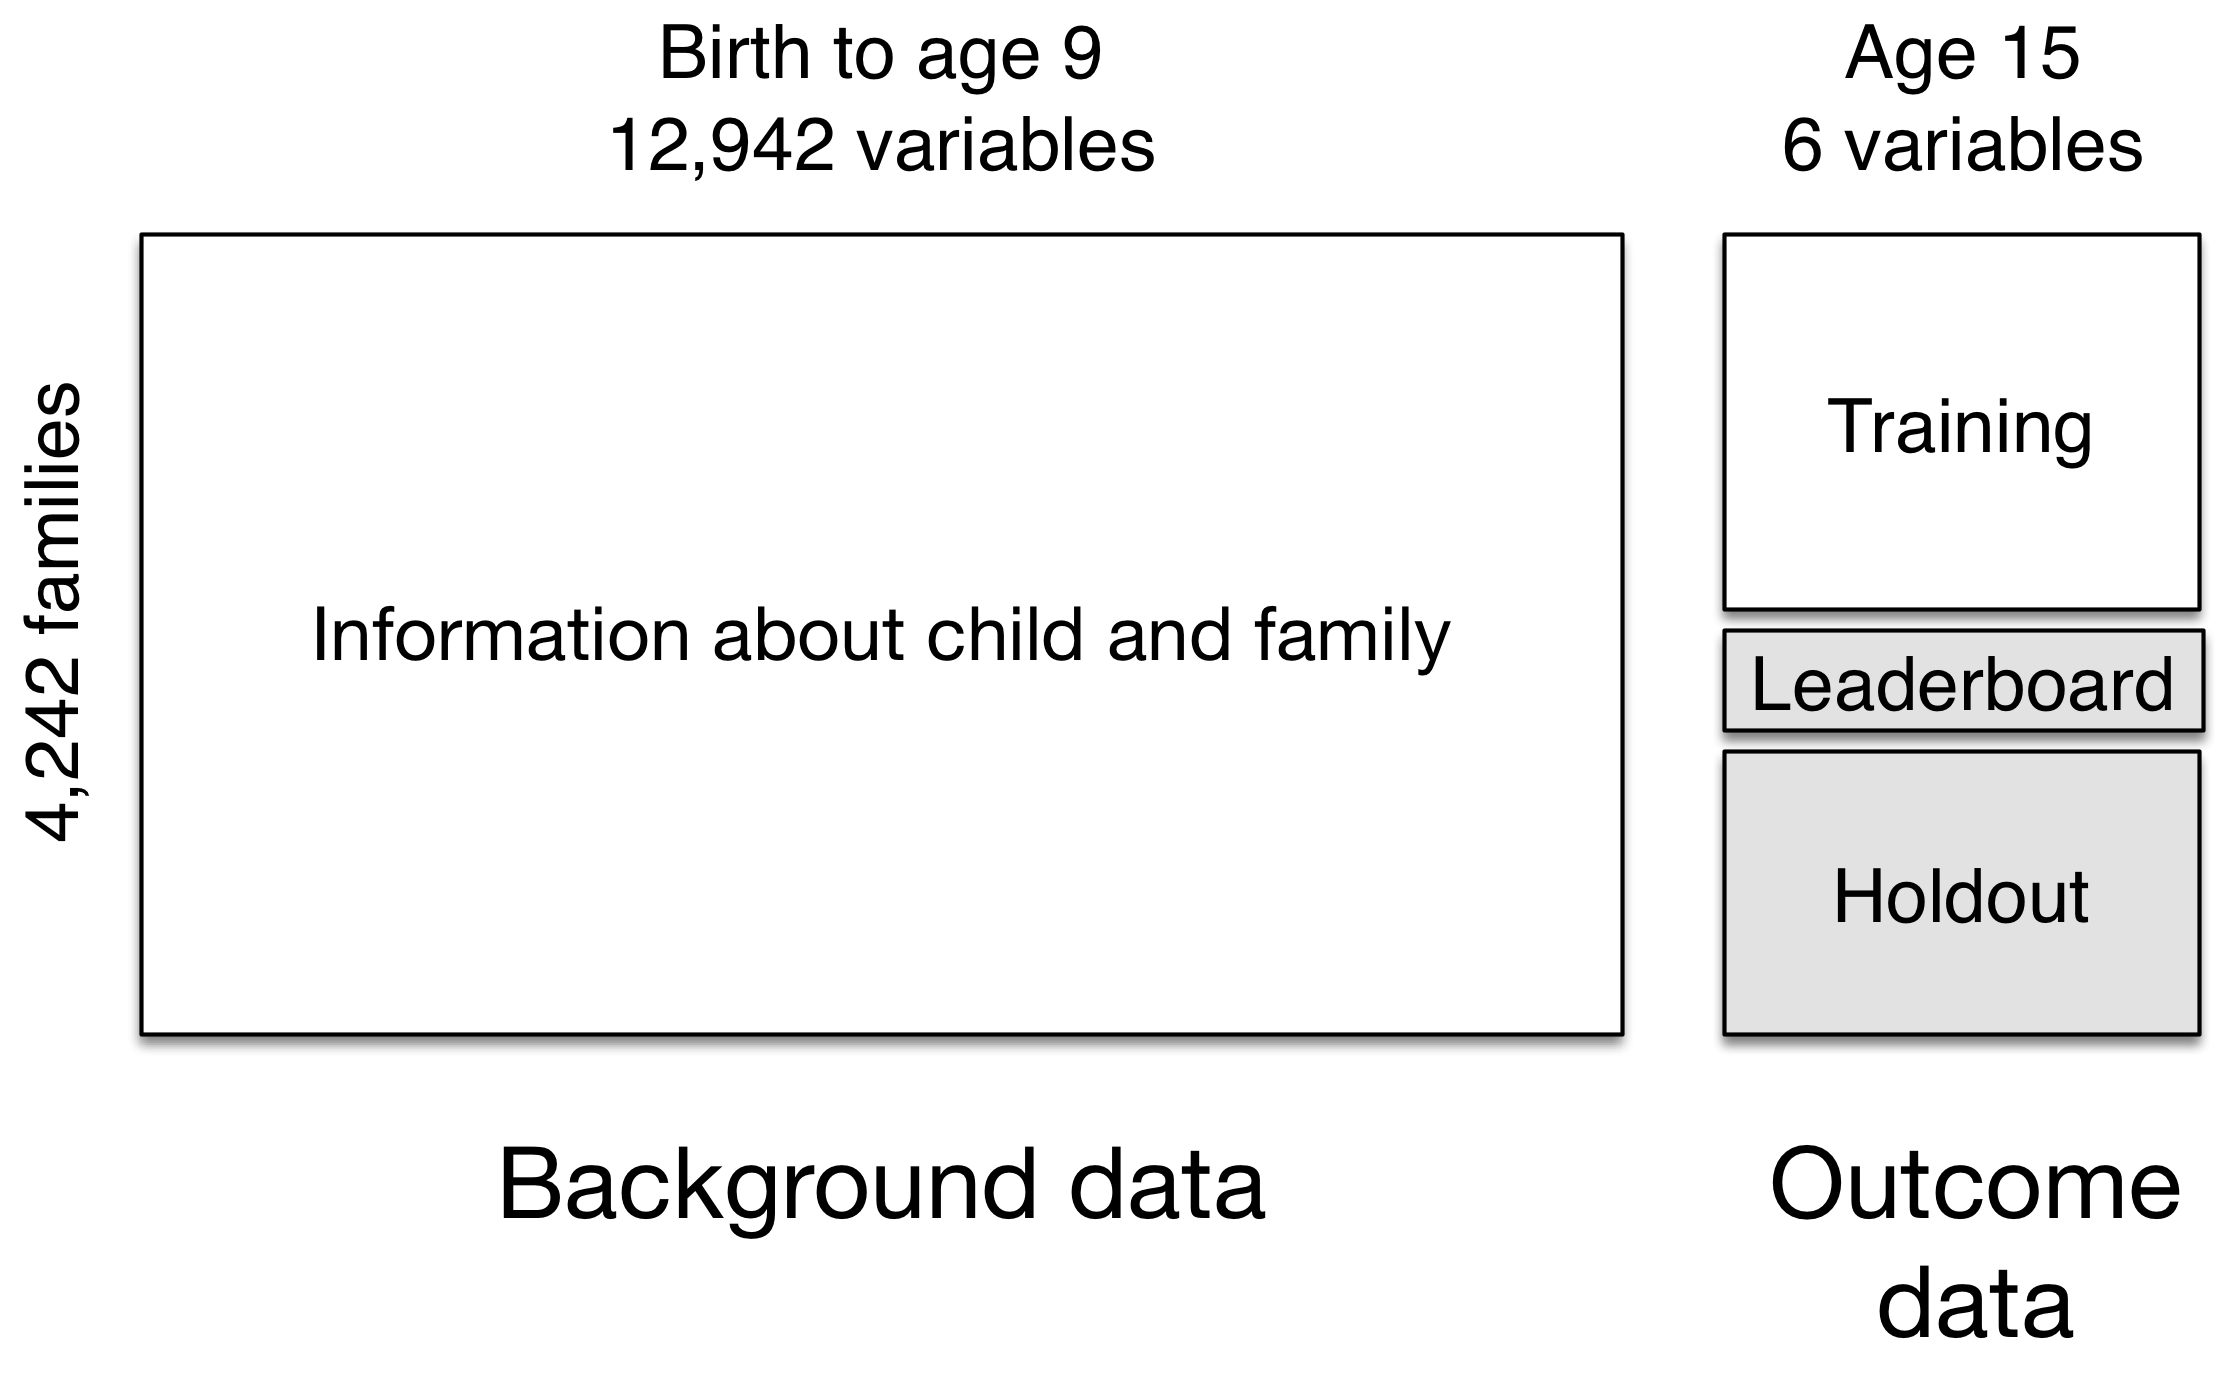 Birth to age 9
12,942 variables
Age 15
6 variables
4,242 families
Information about child and family
Training
Leaderboard
Holdout
Background data
Outcome
data